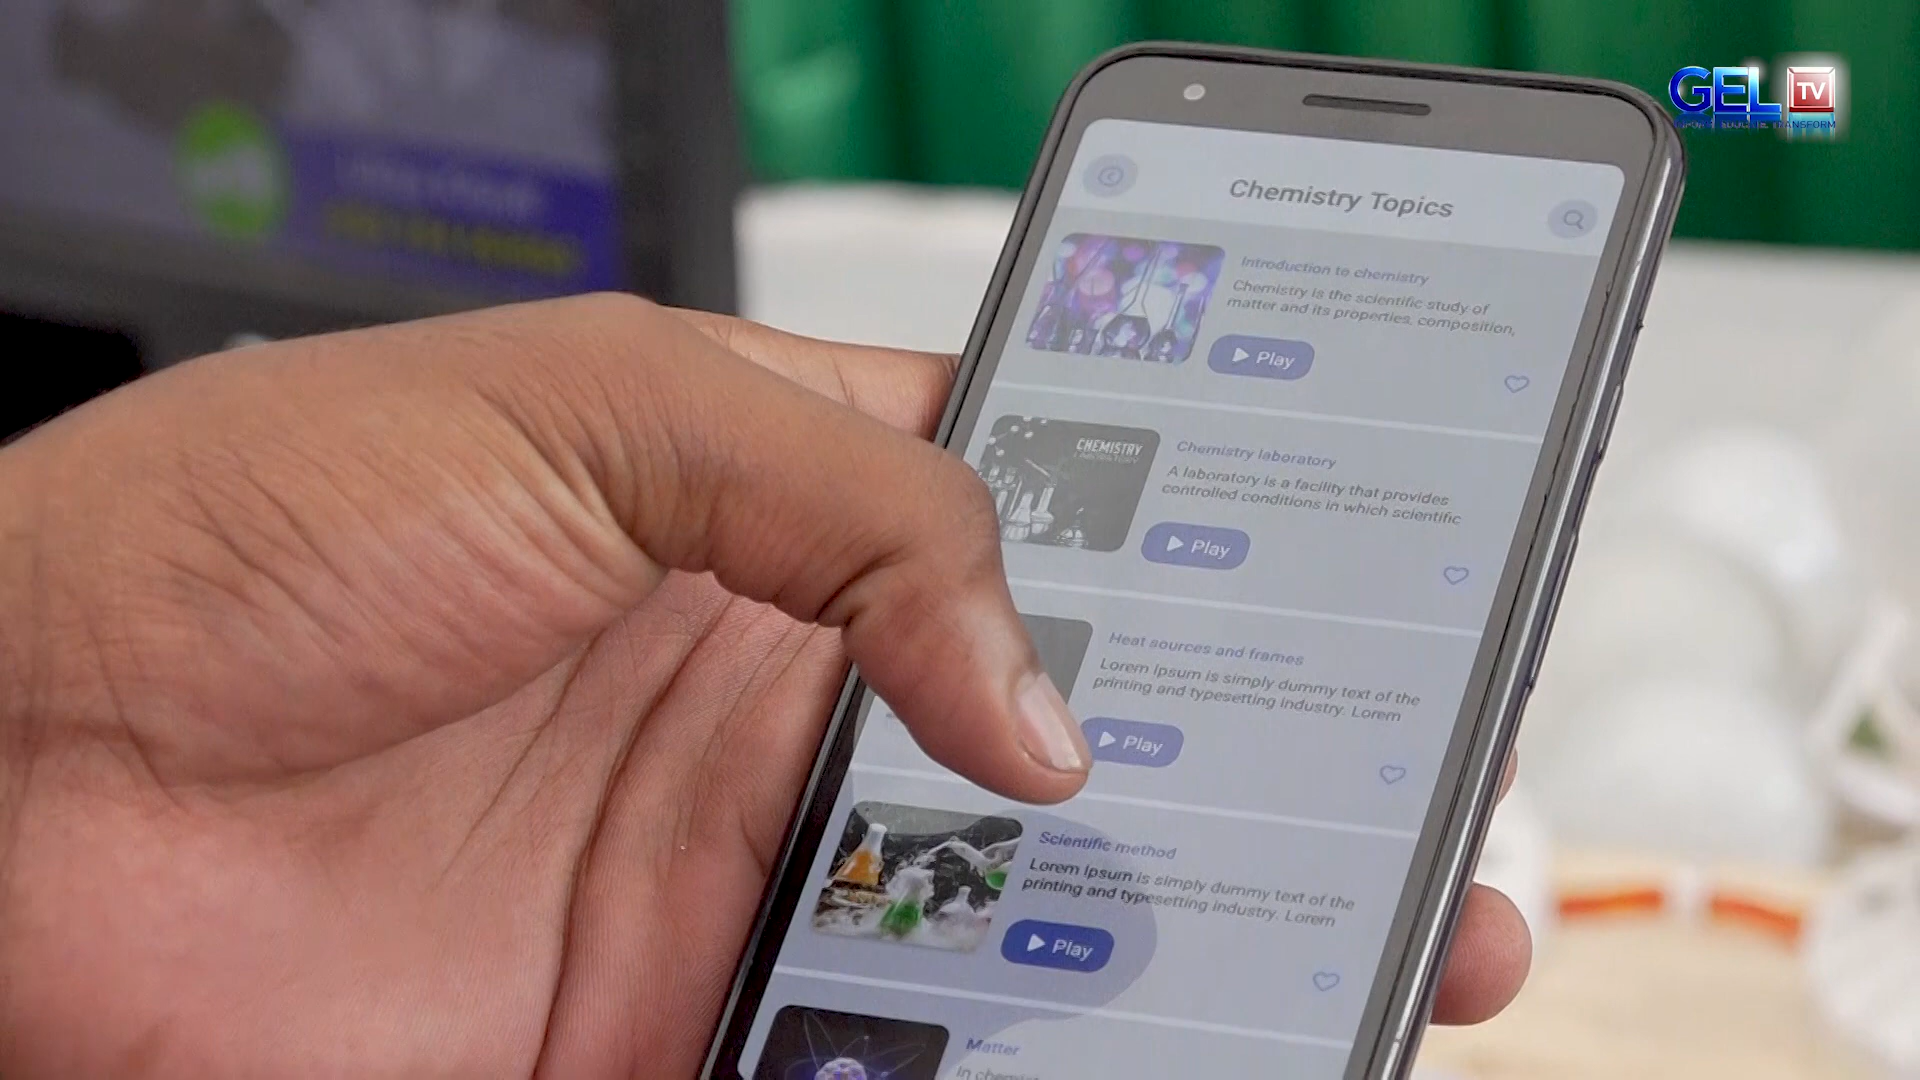 GEL TV
Chemistry Topics
Introduction to chemistry
Chemistry is the scientific study of
matter and its properties, composition,
Play
CHEMISTRY
LABORATORY
Chemistry laboratory
A laboratory is a facility that provides
controlled conditions in which scientific
Play
Heat sources and frames
Lorem Ipsum is simply dummy text of the
printing and typesetting industry. Lorem
Play
Scientific method
Lorem Ipsum is simply dummy text of the
printing and typesetting industry. Lorem
Play
Matter